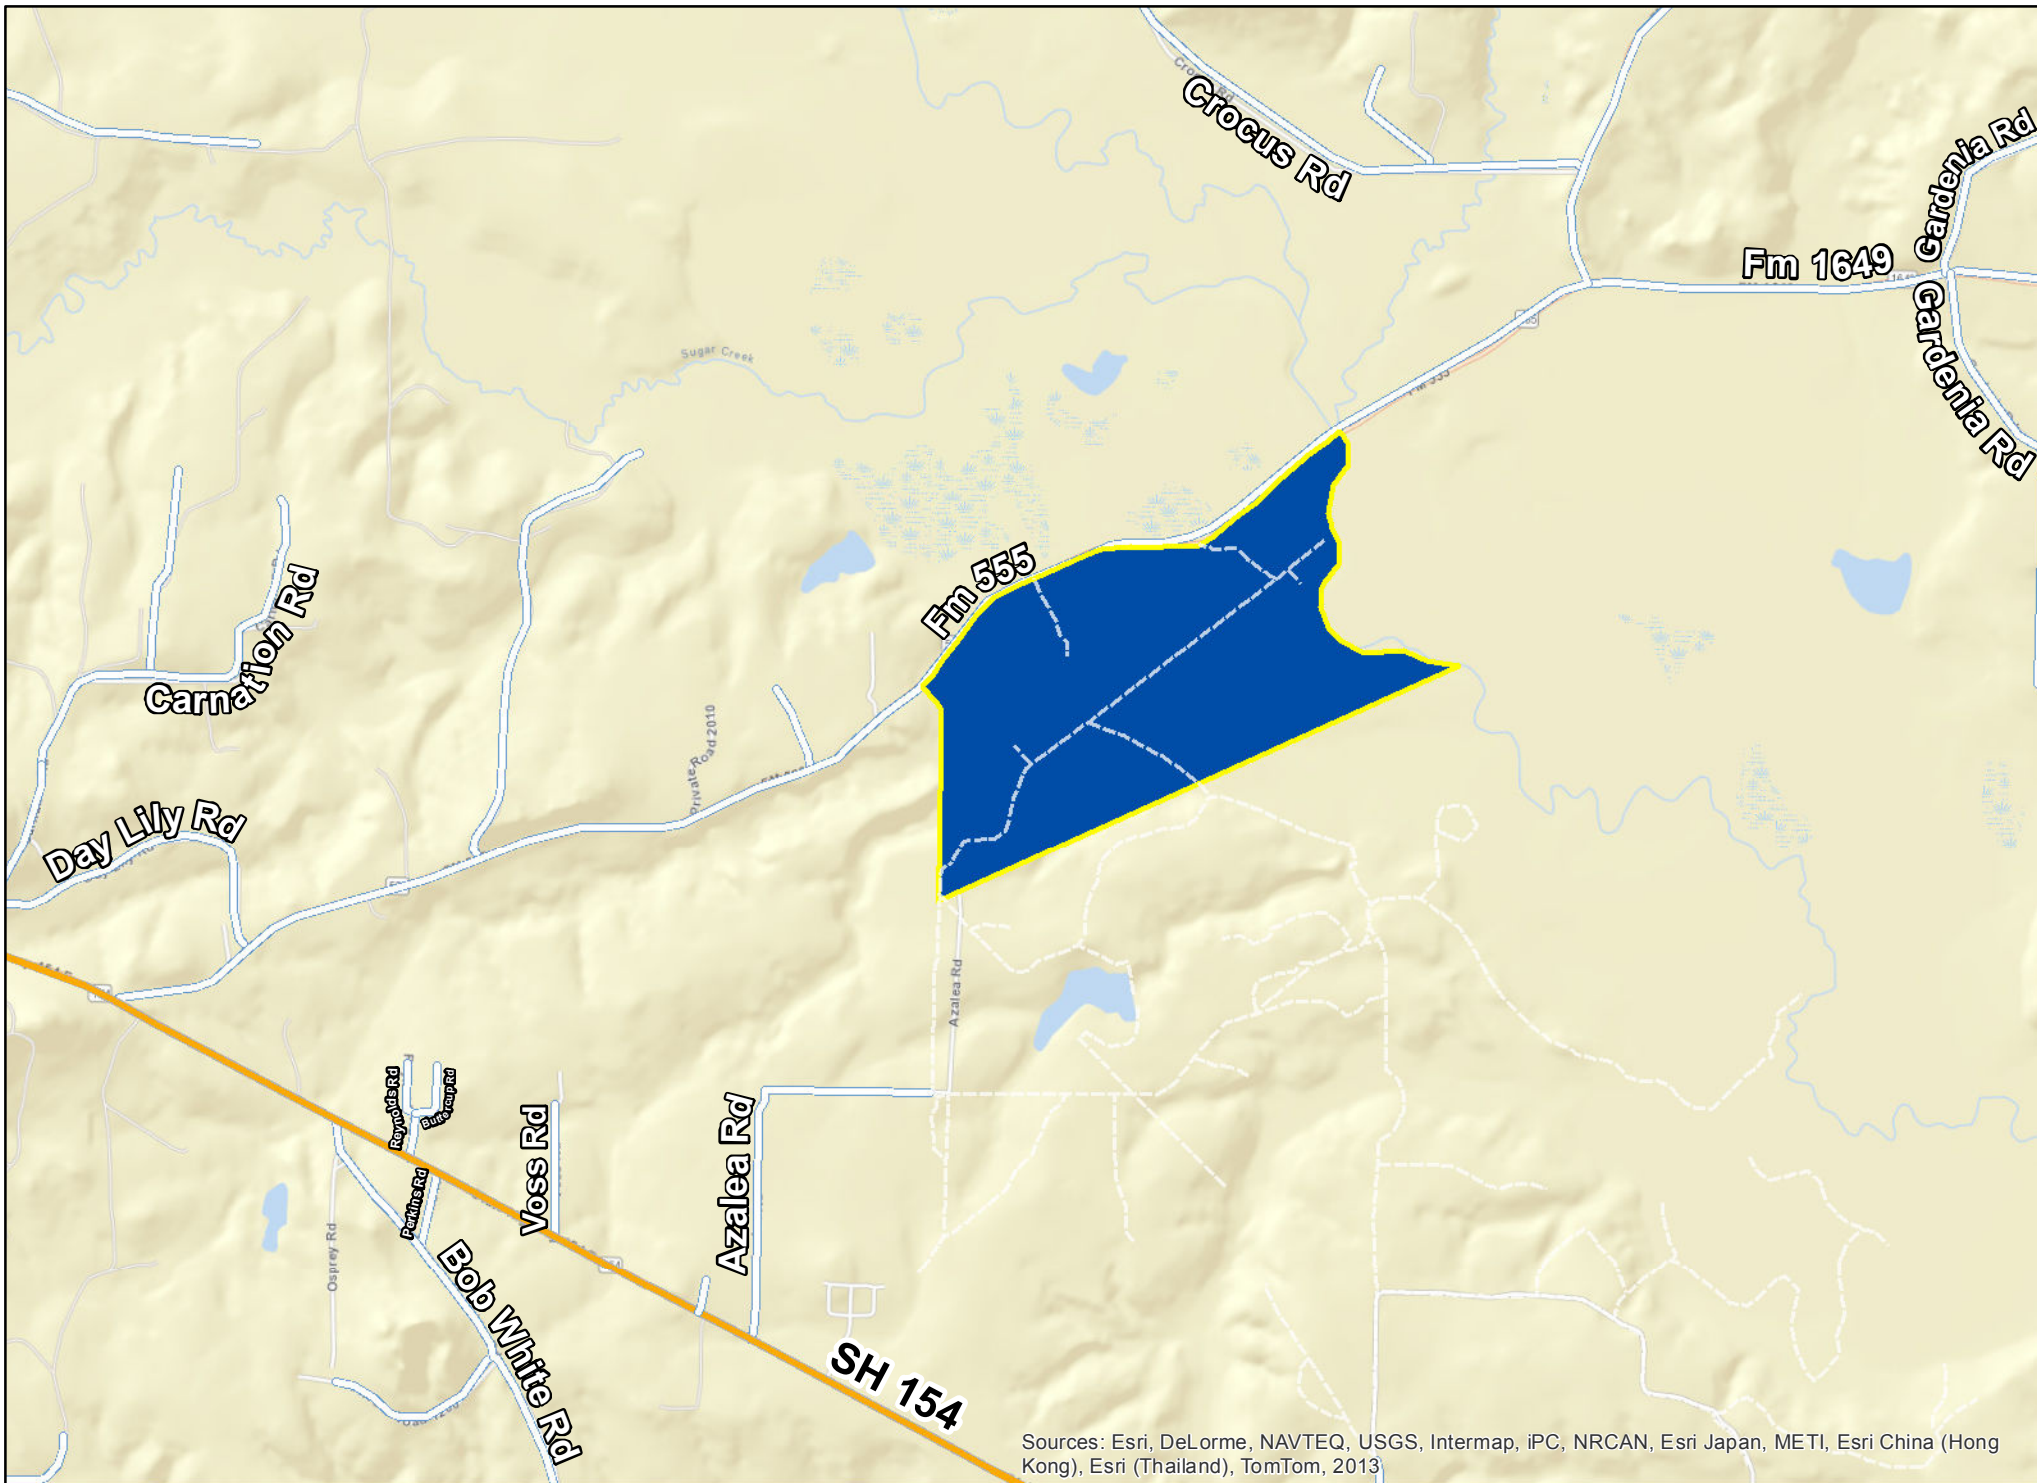 Crocus Rd
Gardenia Rd
Fm 1649
Gardenia Rd
Sugar Creek
Fm 555
Carnation Rd
Private Road 2010
Day Lily Rd
Azalea Rd
Reynolds Rd
Buttercup Rd
Voss Rd
Azalea Rd
Perkins Rd
Osprey Rd
Bob White Rd
SH 154
Sources: Esri, DeLorme, NAVTEQ, USGS, Intermap, iPC, NRCAN, Esri Japan, METI, Esri China (Hong
Kong), Esri (Thailand), TomTom, 2013